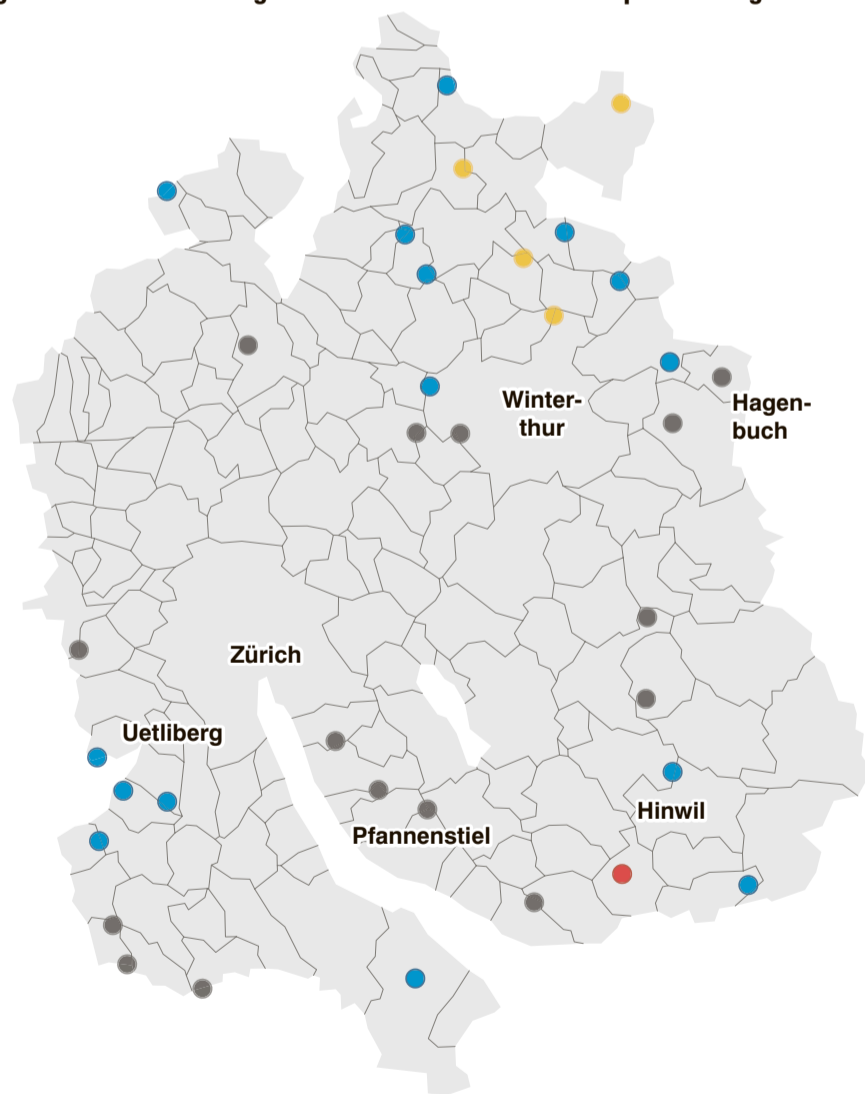 Winter-
thur
Hagen-
buch
Zürich
Uetliberg
Hinwil
Pfannenstiel